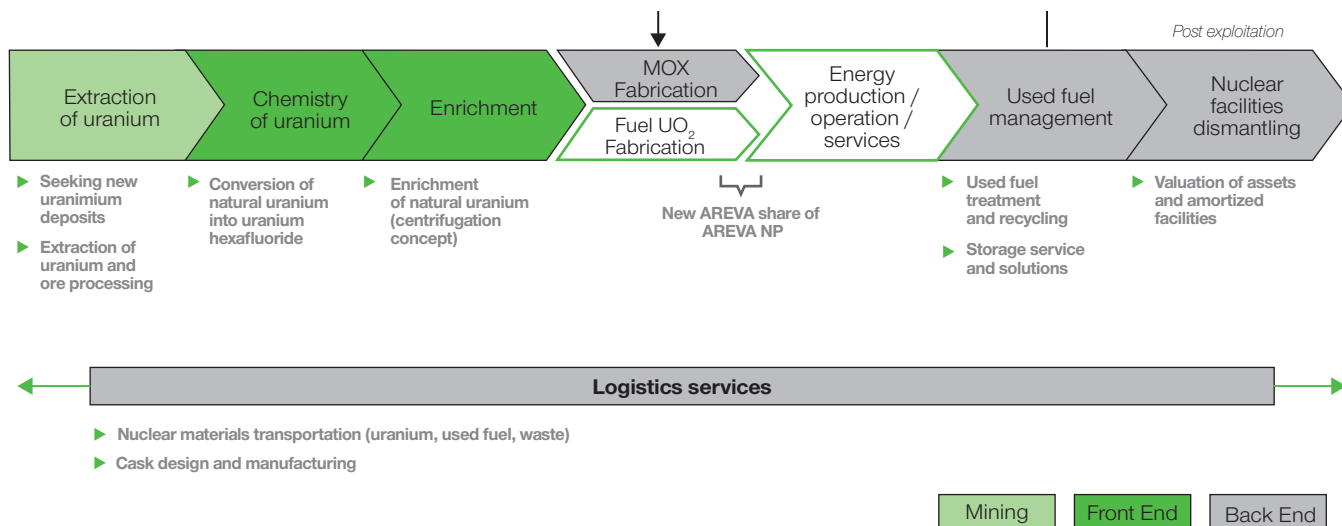 Post exploitation
Extraction
of uranium
Chemistry
of uranium
Enrichment
MOX
Fabrication
Fuel UO₂
Fabrication
Energy
production /
operation /
services
Used fuel
management
Nuclear
facilities
dismantling
Seeking new
uranimium
deposits
Extraction of
uranium and
ore processing
Conversion of
natural uranium
into uranium
hexafluoride
Enrichment
of natural uranium
(centrifugation
concept)
New AREVA share of
AREVA NP
Used fuel
treatment
and recycling
Storage service
and solutions
Valuation of assets
and amortized
facilities
Logistics services
Nuclear materials transportation (uranium, used fuel, waste)
Cask design and manufacturing
Mining
Front End
Back End